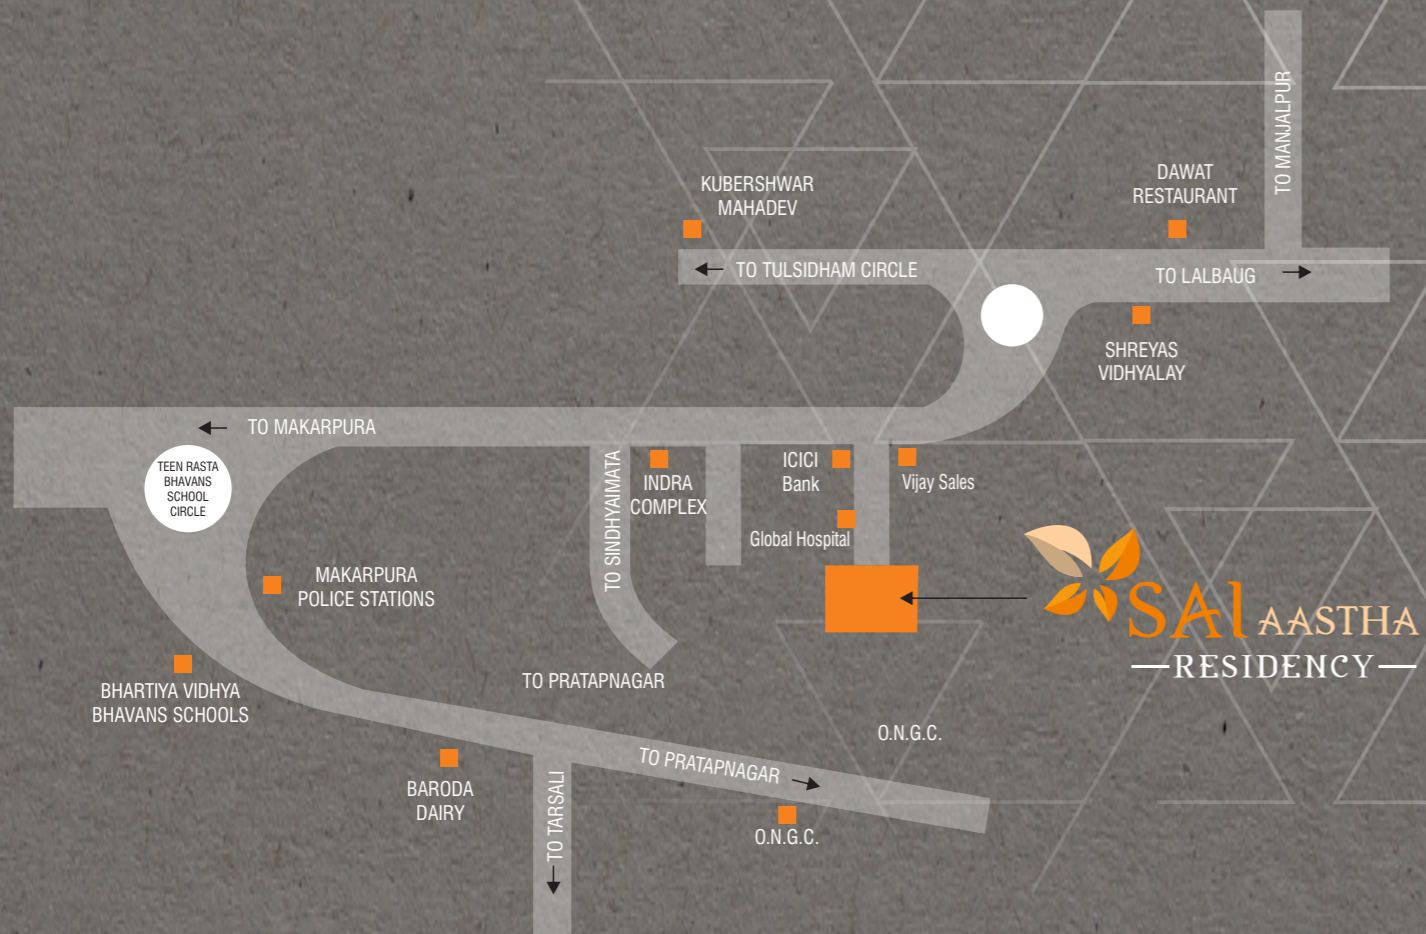 TO MANJALPUR
KUBERSHWAR
MAHADEV
DAWAT
RESTAURANT
TO TULSIDHAM CIRCLE
TO LALBAUG
SHREYAS
VIDHYALAY
TO MAKARPURA
TEEN RASTA
BHAVANS
SCHOOL
CIRCLE
TO SINDHYAIMATA
INDRA
COMPLEX
ICICI
Bank
Vijay Sales
Global Hospital
MAKARPURA
POLICE STATIONS
SAI AASTHA
RESIDENCY
BHARTIYA VIDHYA
BHAVANS SCHOOLS
TO PRATAPNAGAR
O.N.G.C.
TO PRATAPNAGAR
BARODA
DAIRY
TO TARSALI
O.N.G.C.